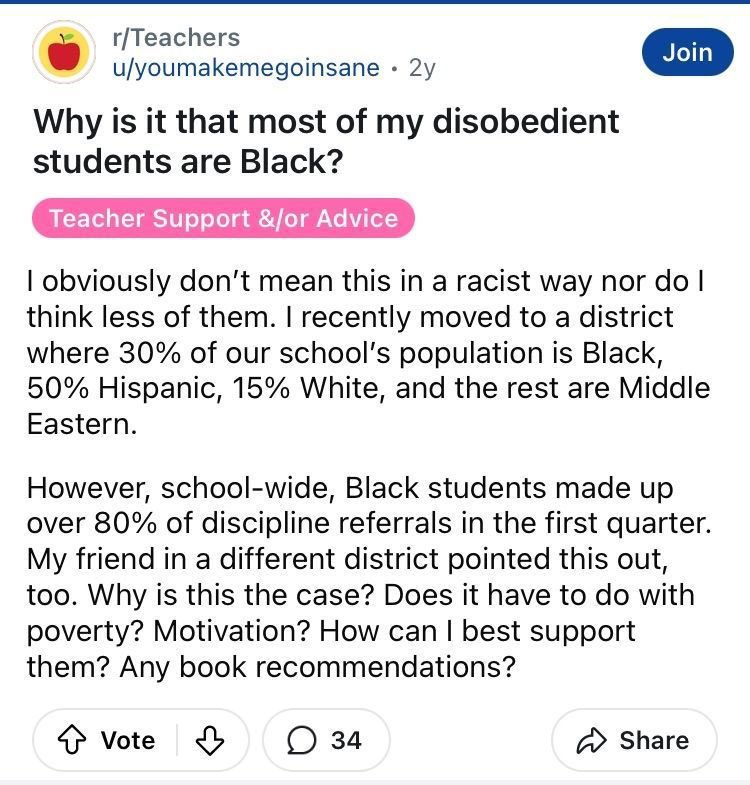 r/Teachers
u/youmakemegoinsane • 2y
Join
Why is it that most of my disobedient
students are Black?
Teacher Support &/or Advice
I obviously don’t mean this in a racist way nor do I
think less of them. I recently moved to a district
where 30% of our school’s population is Black,
50% Hispanic, 15% White, and the rest are Middle
Eastern.
However, school-wide, Black students made up
over 80% of discipline referrals in the first quarter.
My friend in a different district pointed this out,
too. Why is this the case? Does it have to do with
poverty? Motivation? How can I best support
them? Any book recommendations?
Vote
34
Share